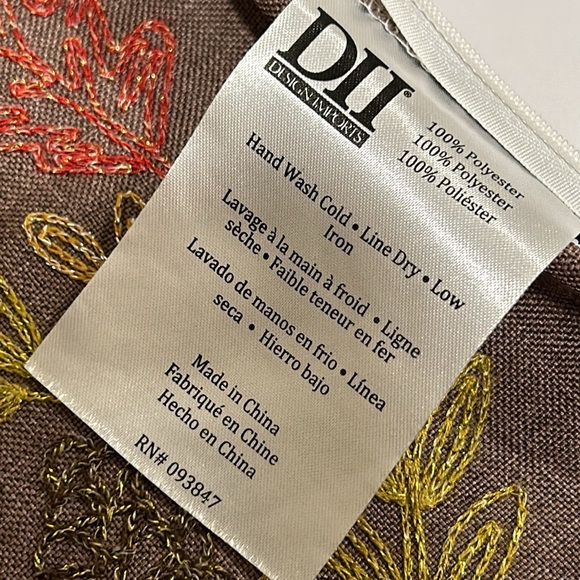 DII®
DESIGN IMPORTS
100% Polyester
100% Polyester
100% Poliéster
Hand Wash Cold • Line Dry • Low
Iron
Lavage à la main à froid • Ligne
sèche • Faible teneur en fer
Lavado de manos en frio • Línea
seca • Hierro bajo
Made in China
Fabriqué en Chine
Hecho en China
RN# 093847